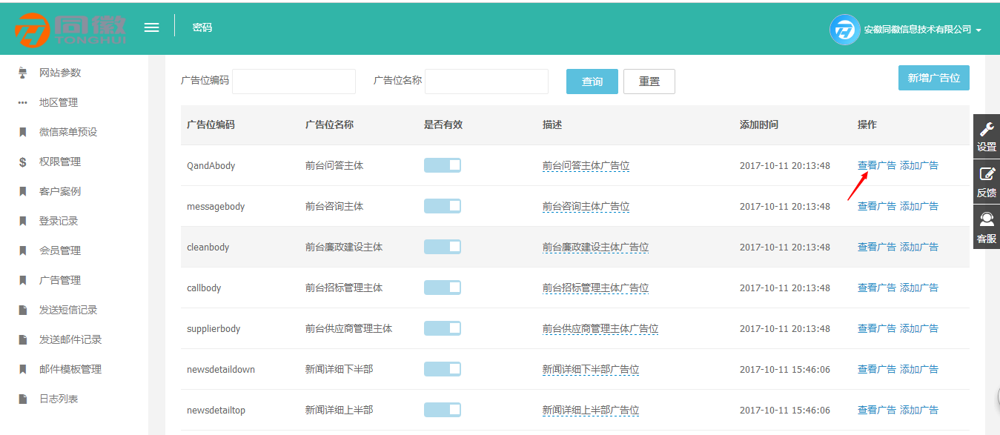 同徽
TONGHUI
密码
安徽同徽信息技术有限公司
网站参数
地区管理
微信菜单预设
权限管理
客户案例
登录记录
会员管理
广告管理
发送短信记录
发送邮件记录
邮件模板管理
日志列表
广告位编码 广告位名称 查询 重置 新增广告位
广告位编码 广告位名称 是否有效 描述 添加时间 操作
QandAbody 前台问答主体 前台问答主体广告位 2017-10-11 20:13:48 查看广告 添加广告
messagebody 前台咨询主体 前台咨询主体广告位 2017-10-11 20:13:48 查看广告 添加广告
cleanbody 前台廉政建设主体 前台廉政建设主体广告位 2017-10-11 20:13:48 查看广告 添加广告
callbody 前台招标管理主体 前台招标管理主体广告位 2017-10-11 20:13:48 查看广告 添加广告
supplierbody 前台供应商管理主体 前台供应商管理主体广告位 2017-10-11 20:13:48 查看广告 添加广告
newsdetaildown 新闻详细下半部 新闻详细下半部广告位 2017-10-11 15:46:06 查看广告 添加广告
newsdetailtop 新闻详细上半部 新闻详细上半部广告位 2017-10-11 15:46:06 查看广告 添加广告
设置
反馈
客服